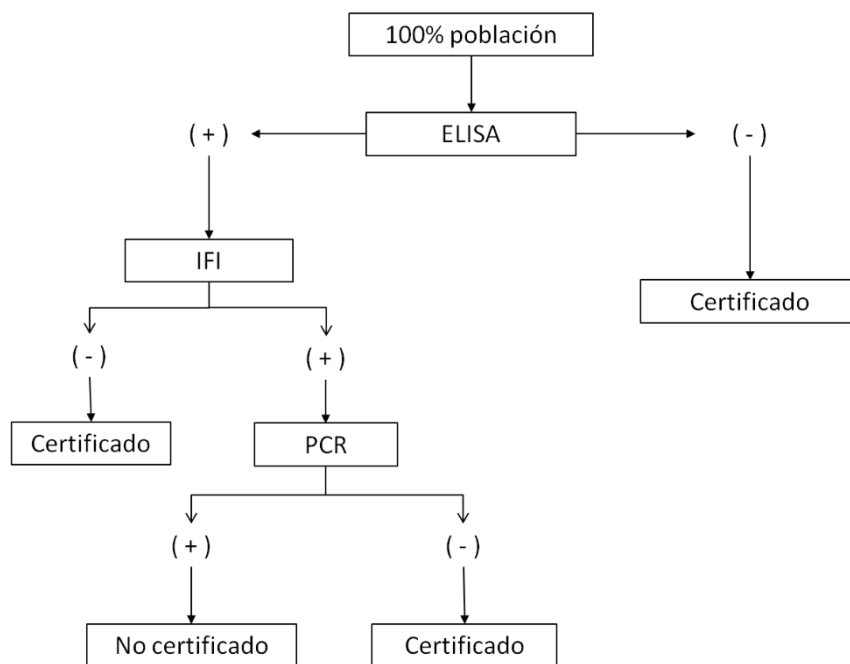 100% población
( + )
ELISA
( - )
IFI
Certificado
( - )
( + )
Certificado
PCR
( + )
( - )
No certificado
Certificado